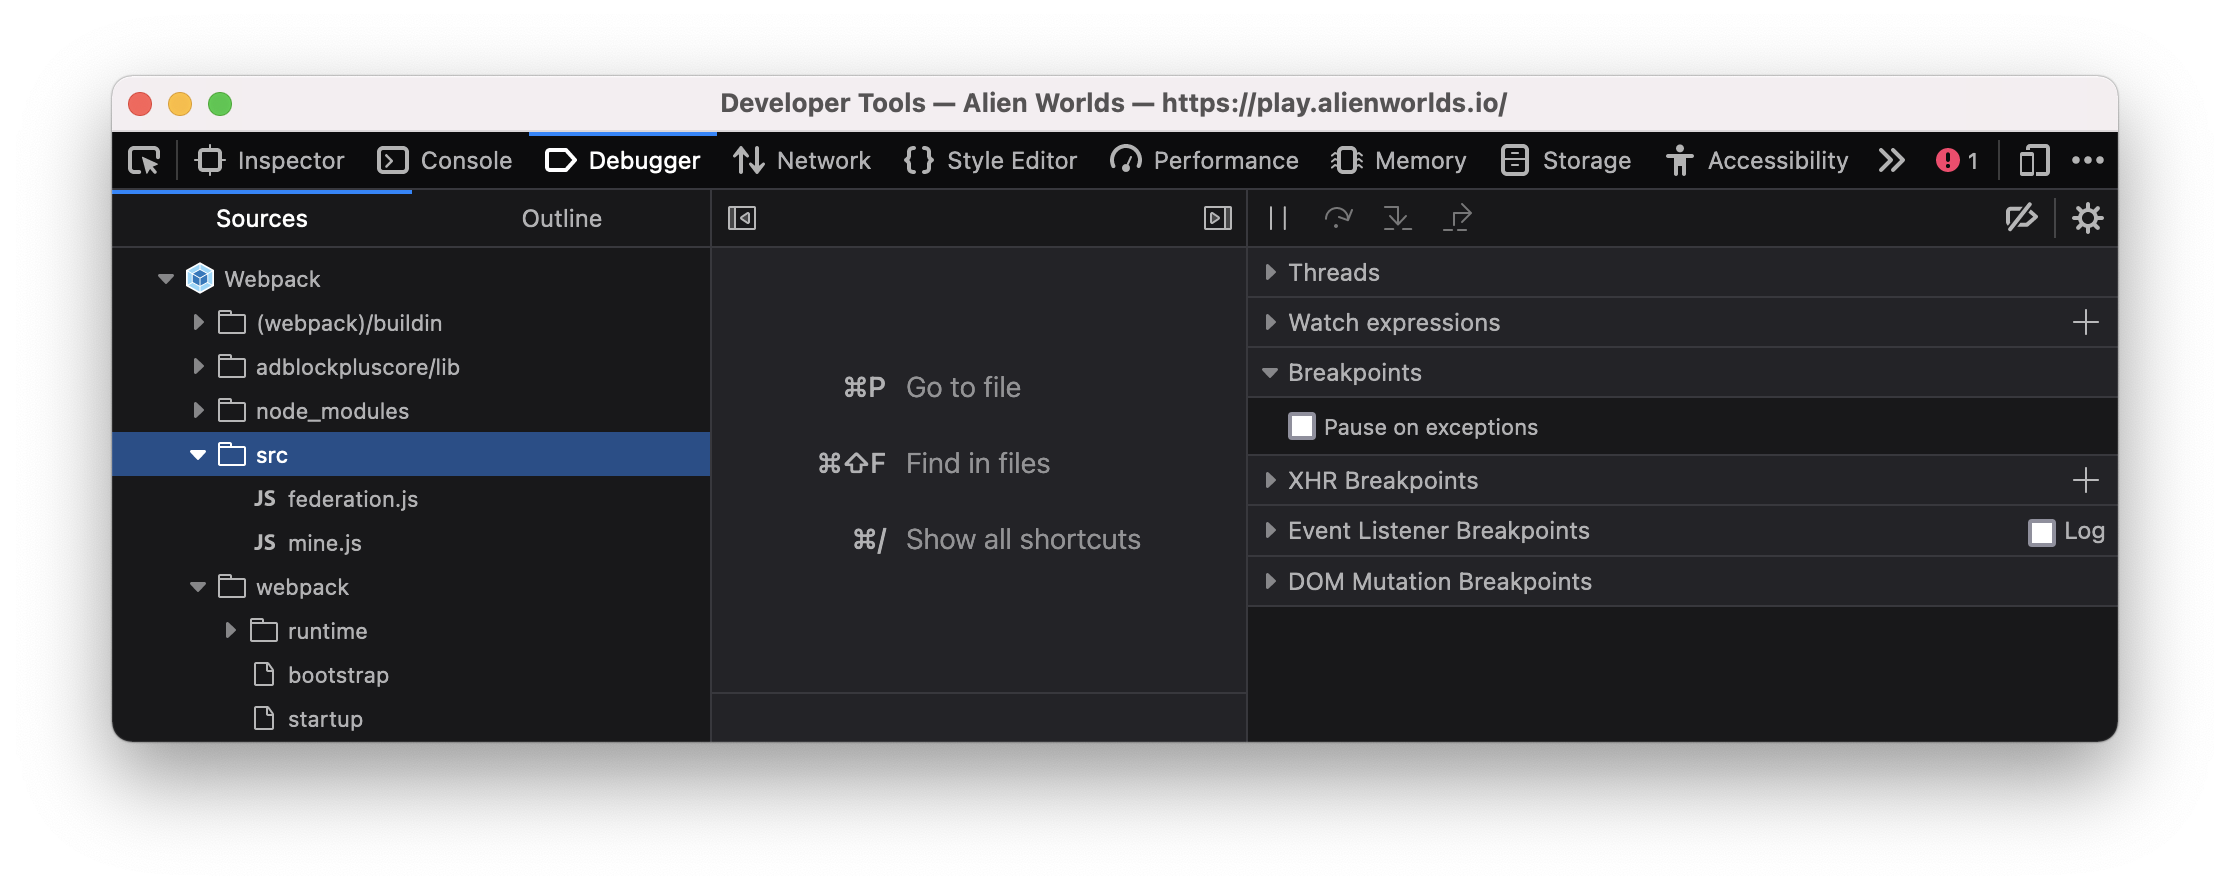 Developer Tools — Alien Worlds — https://play.alienworlds.io/
Inspector Console Debugger Network Style Editor Performance Memory Storage Accessibility 1
Sources Outline
Webpack
(webpack)/buildin
adblockpluscore/lib
node_modules
src
JS federation.js
JS mine.js
webpack
runtime
bootstrap
startup
⌘P Go to file
⌘⇧F Find in files
⌘/ Show all shortcuts
Threads
Watch expressions
Breakpoints
Pause on exceptions
XHR Breakpoints
Event Listener Breakpoints Log
DOM Mutation Breakpoints